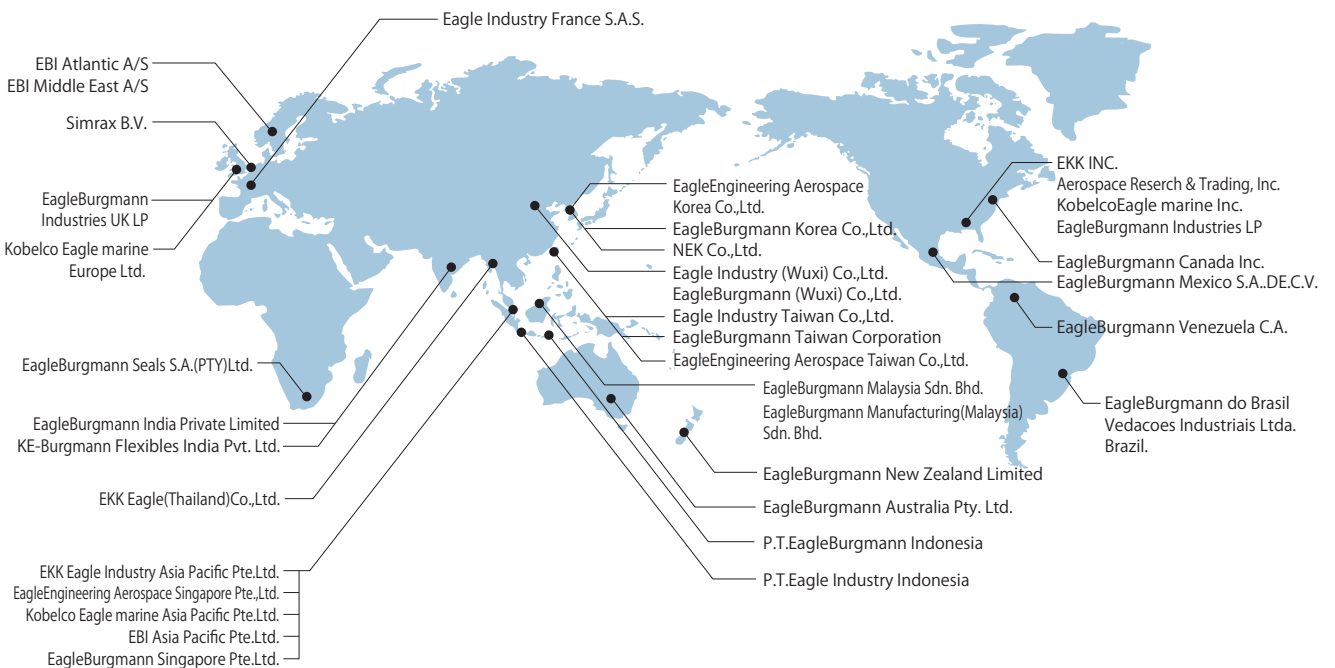 Eagle Industry France S.A.S.
EBI Atlantic A/S
EBI Middle East A/S
Simrax B.V.
EagleBurgmann
Industries UK LP
Kobelco Eagle marine
Europe Ltd.
EagleBurgmann Seals S.A.(PTY)Ltd.
EagleBurgmann India Private Limited
KE-Burgmann Flexibles India Pvt. Ltd.
EKK Eagle(Thailand)Co.,Ltd.
EKK Eagle Industry Asia Pacific Pte.Ltd.
EagleEngineering Aerospace Singapore Pte.,Ltd.
Kobelco Eagle marine Asia Pacific Pte.Ltd.
EBI Asia Pacific Pte.Ltd.
EagleBurgmann Singapore Pte.Ltd.
EagleEngineering Aerospace
Korea Co.,Ltd.
EagleBurgmann Korea Co.,Ltd.
NEK Co.,Ltd.
Eagle Industry (Wuxi) Co.,Ltd.
EagleBurgmann (Wuxi) Co.,Ltd.
Eagle Industry Taiwan Co.,Ltd.
EagleBurgmann Taiwan Corporation
EagleEngineering Aerospace Taiwan Co.,Ltd.
EagleBurgmann Malaysia Sdn. Bhd.
EagleBurgmann Manufacturing(Malaysia)
Sdn. Bhd.
EagleBurgmann New Zealand Limited
EagleBurgmann Australia Pty. Ltd.
P.T.EagleBurgmann Indonesia
P.T.Eagle Industry Indonesia
EKK INC.
Aerospace Reserch & Trading, Inc.
KobelcoEagle marine Inc.
EagleBurgmann Industries LP
EagleBurgmann Canada Inc.
EagleBurgmann Mexico S.A..DE.C.V.
EagleBurgmann Venezuela C.A.
EagleBurgmann do Brasil
Vedacoes Industriais Ltda.
Brazil.